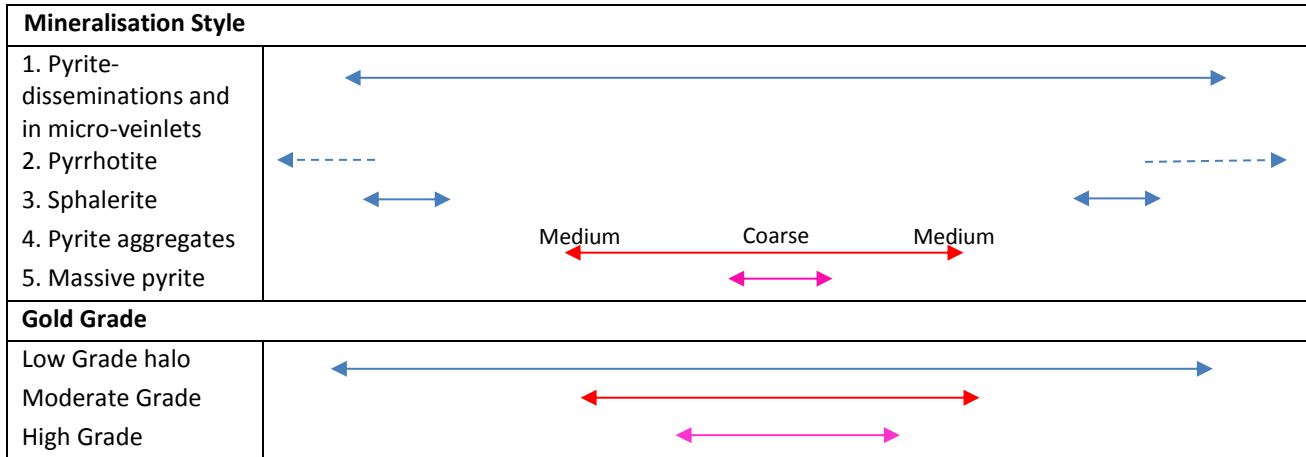 Mineralisation Style
1. Pyrite-
disseminations and
in micro-veinlets
2. Pyrrhotite
3. Sphalerite
4. Pyrite aggregates
Medium Coarse Medium
5. Massive pyrite
Gold Grade
Low Grade halo
Moderate Grade
High Grade